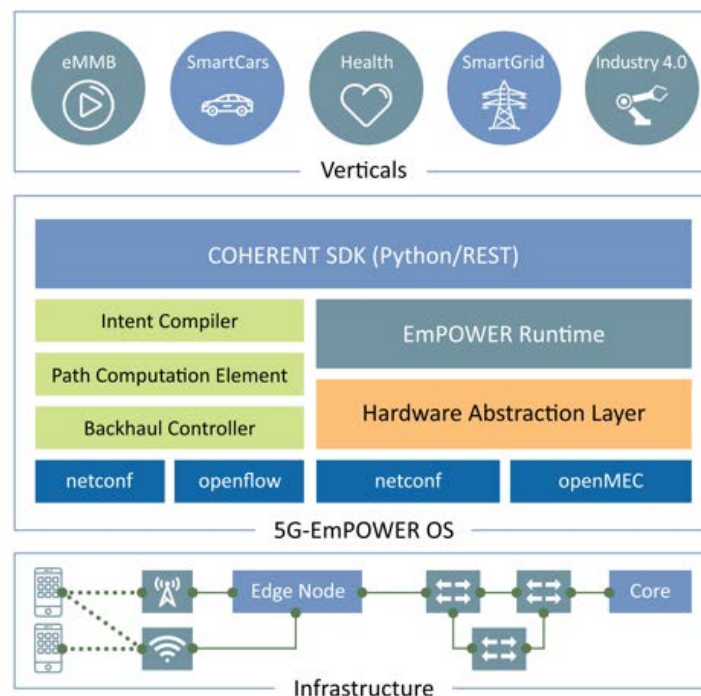 eMMB
SmartCars
Health
SmartGrid
Industry 4.0
Verticals
COHERENT SDK (Python/REST)
Intent Compiler
EmPOWER Runtime
Path Computation Element
Hardware Abstraction Layer
Backhaul Controller
netconf
openflow
netconf
openMEC
5G-EmPOWER OS
Edge Node
Core
Infrastructure